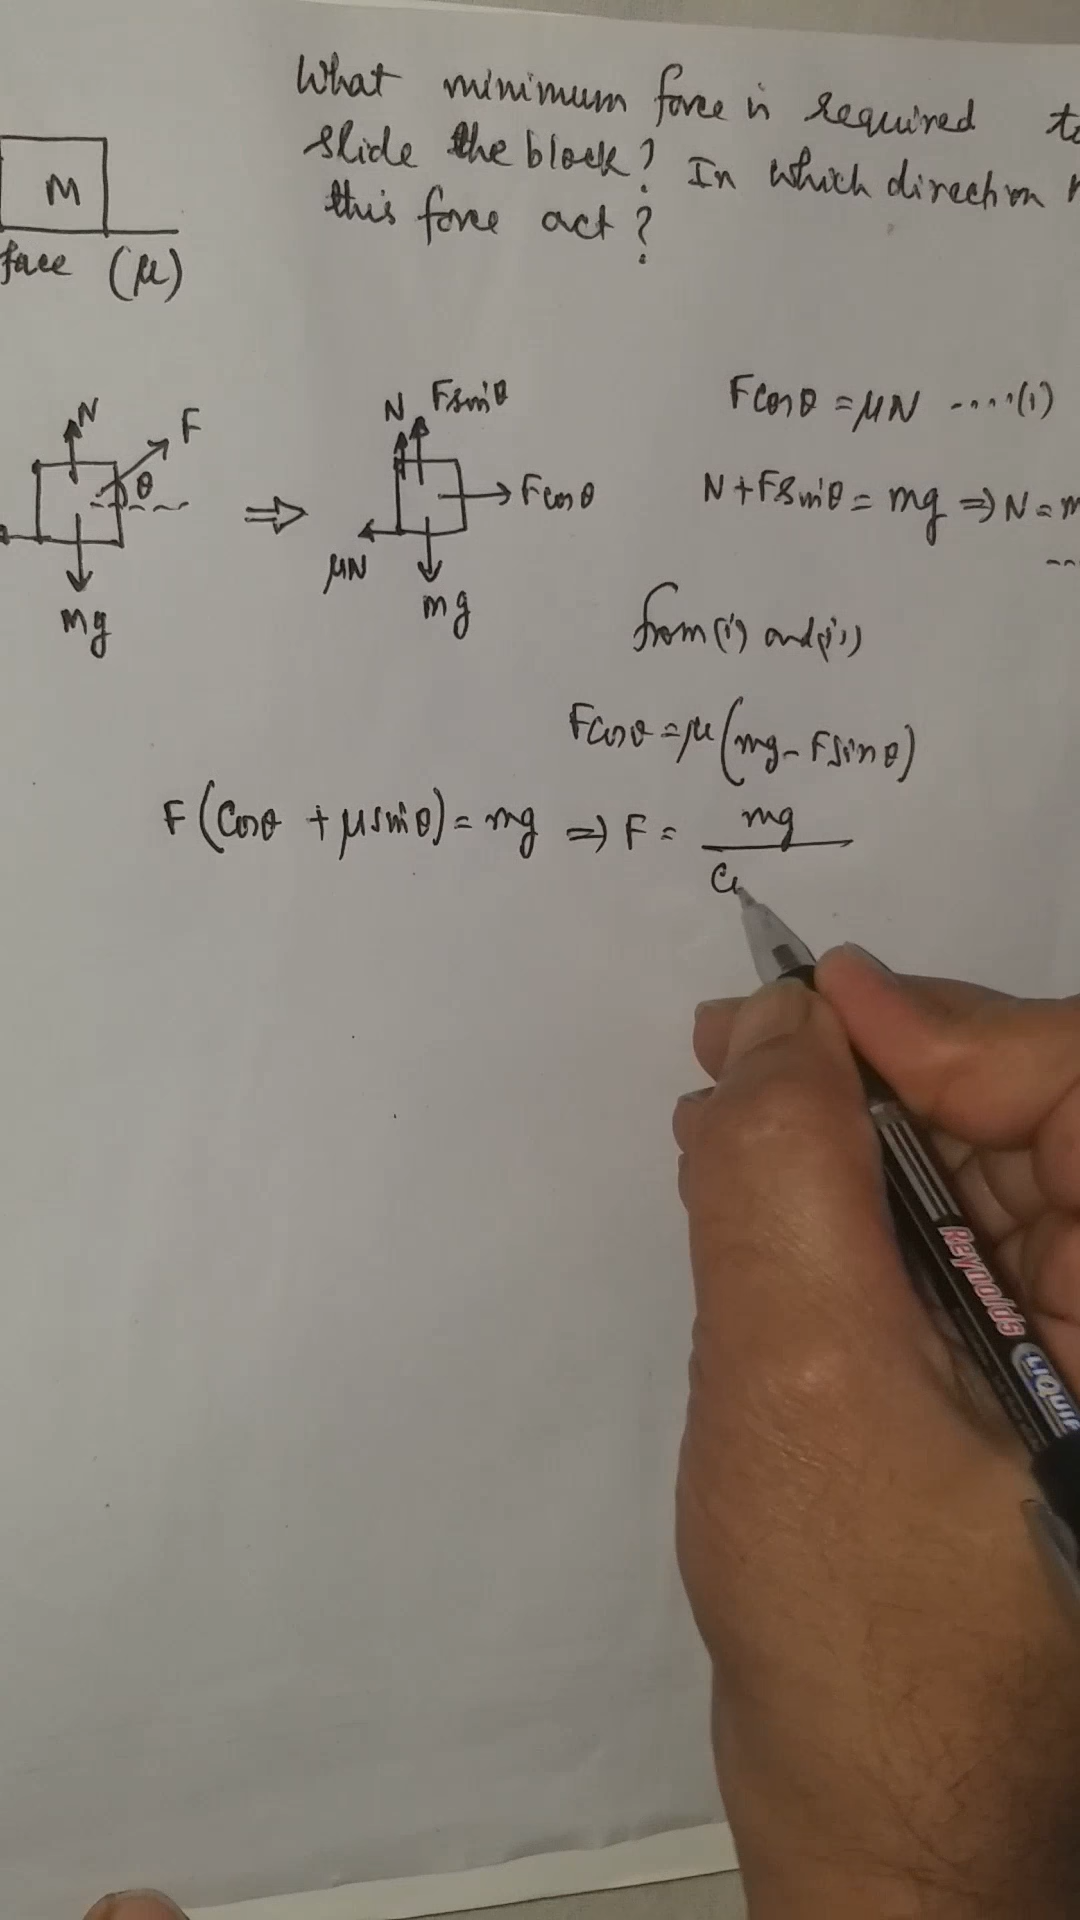 What minimum force is required to
slide the block? In which direction
this force act?
M
face (μ)
N
F
θ
mg
⇒
N Fsinθ
Fcosθ
μN
mg
Fcosθ = μN ....(i)
N + Fsinθ = mg ⇒ N = m
from (i) and (ii)
Fcosθ = μ(mg - Fsinθ)
F(cosθ + μsinθ) = mg ⇒ F = mg
Reynolds
LIQUI